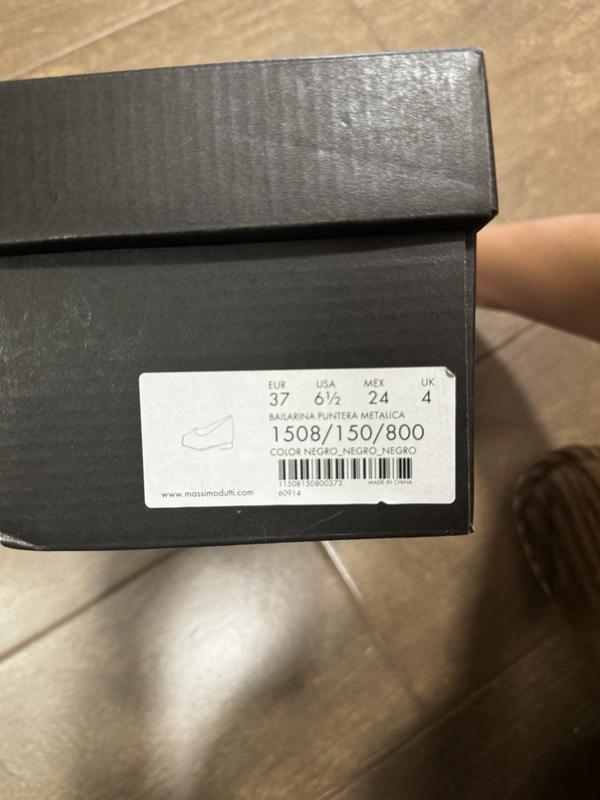 EUR USA MEX UK
37 6½ 24 4
BAILARINA PUNTERA METALICA
1508/150/800
COLOR NEGRO_NEGRO_NEGRO
11508150800373 MADE IN CHINA
www.massimodutti.com 60914